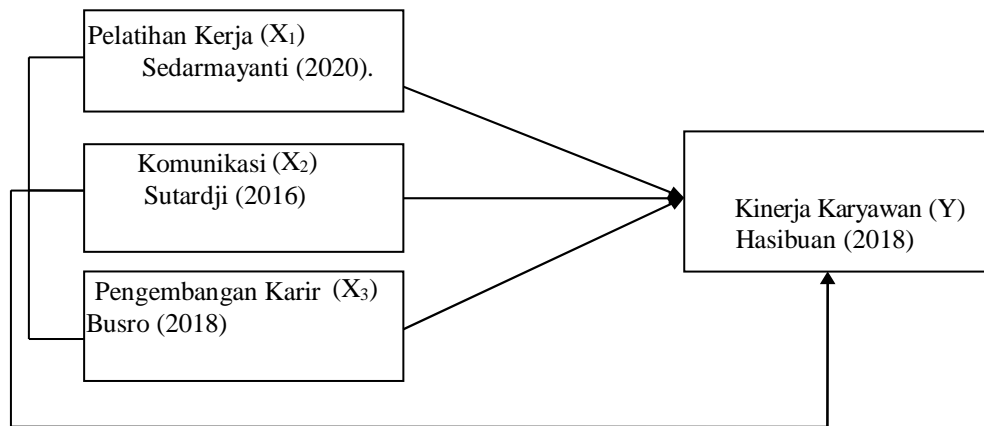 Pelatihan Kerja (X₁)
Sedarmayanti (2020).
Komunikasi (X₂)
Sutardji (2016)
Pengembangan Karir (X₃)
Busro (2018)
Kinerja Karyawan (Y)
Hasibuan (2018)